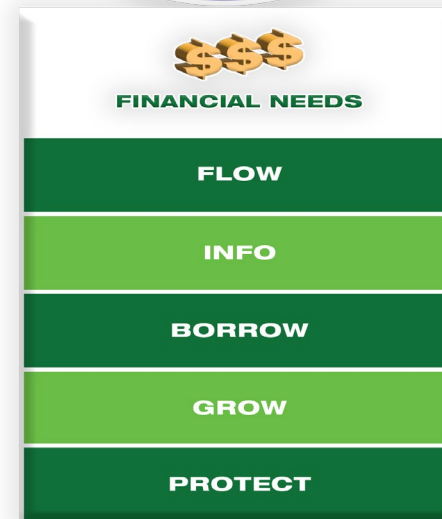 $$$
FINANCIAL NEEDS
FLOW
INFO
BORROW
GROW
PROTECT